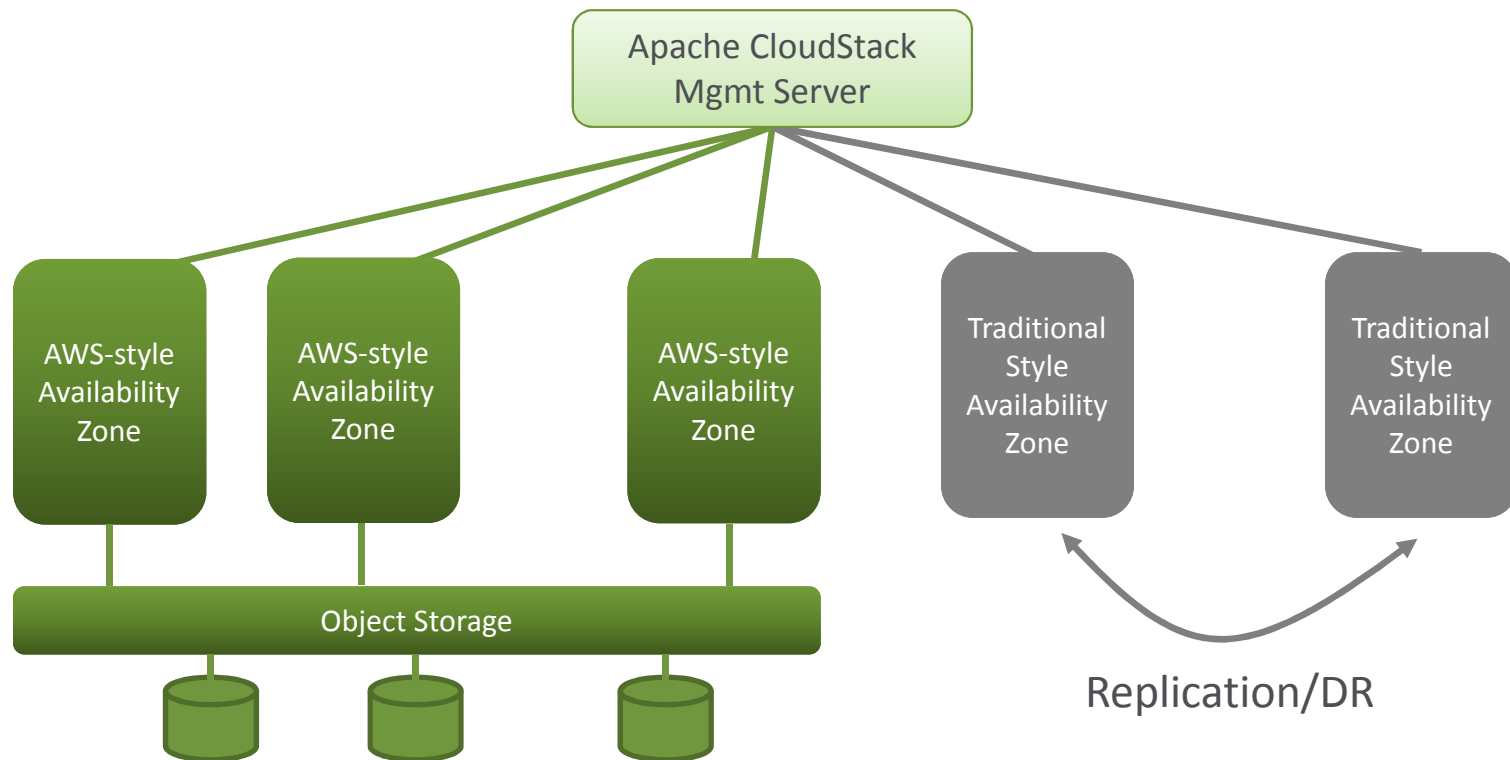 Apache CloudStack
Mgmt Server
AWS-style
Availability
Zone
AWS-style
Availability
Zone
AWS-style
Availability
Zone
Traditional
Style
Availability
Zone
Traditional
Style
Availability
Zone
Object Storage
Replication/DR